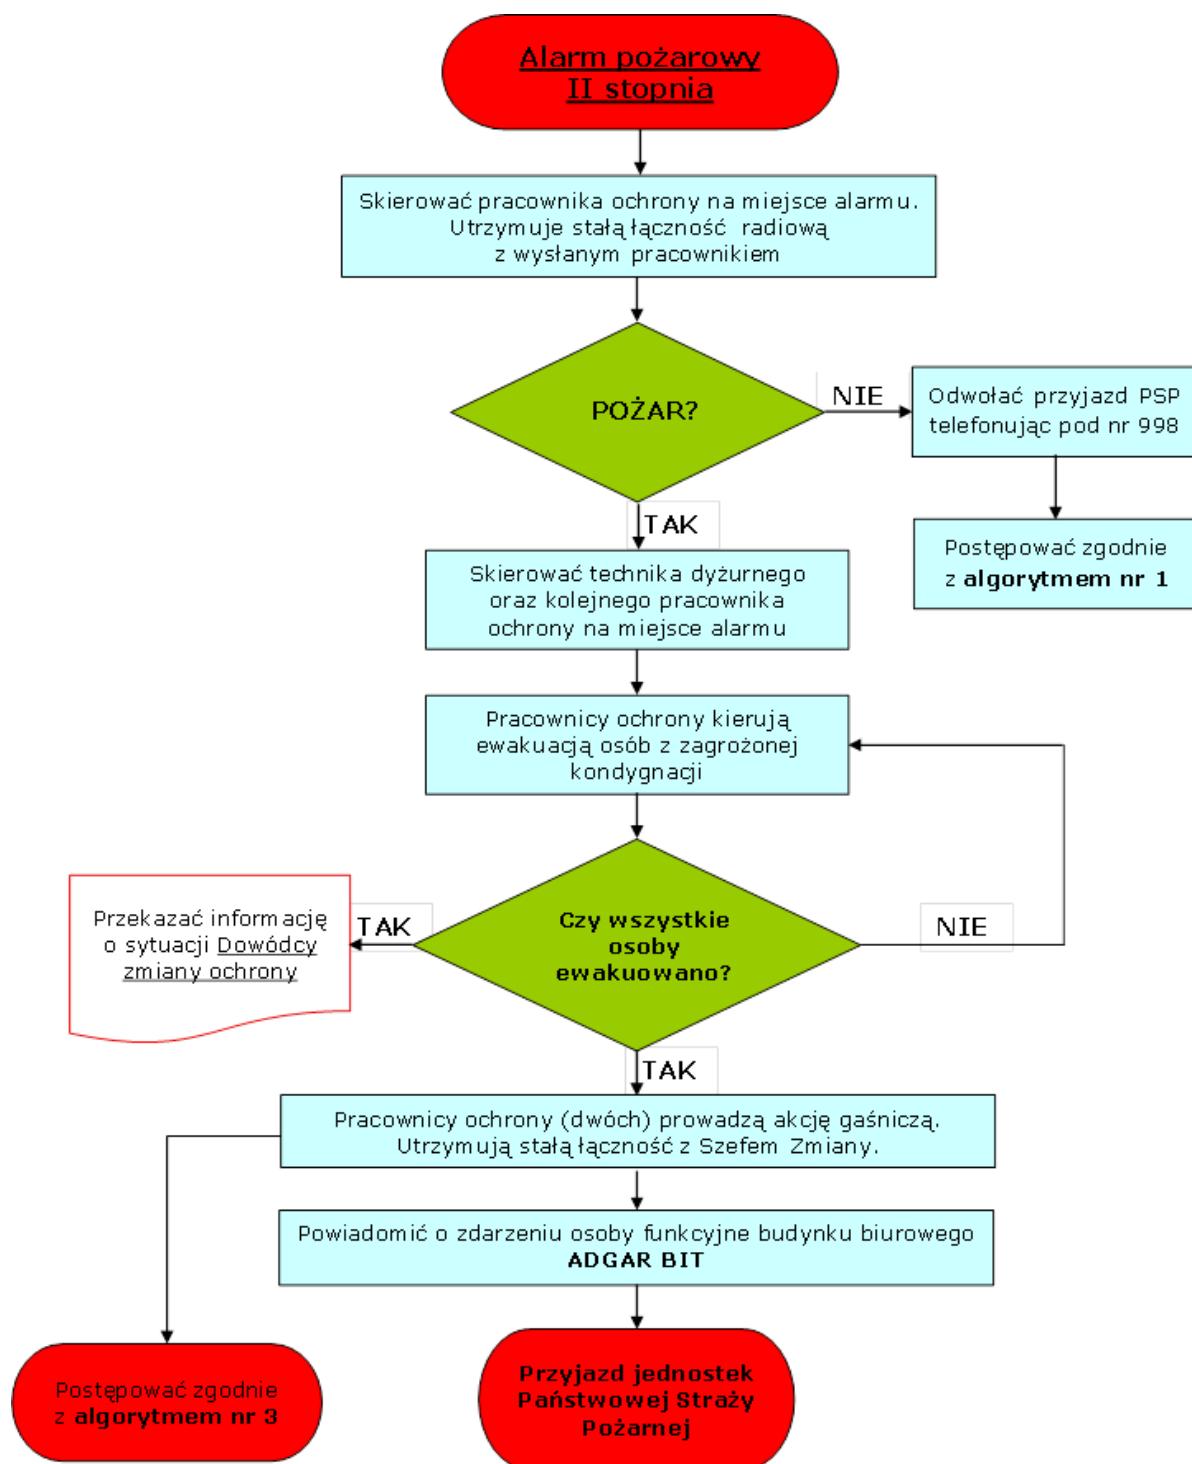 Alarm pożarowy
II stopnia
Skierować pracownika ochrony na miejsce alarmu.
Utrzymuje stałą łączność radiową
z wysłanym pracownikiem
POŻAR?
NIE
Odwołać przyjazd PSP
telefonując pod nr 998
TAK
Postępować zgodnie
z algorytmem nr 1
Skierować technika dyżurnego
oraz kolejnego pracownika
ochrony na miejsce alarmu
Pracownicy ochrony kierują
ewakuacją osób z zagrożonej
kondygnacji
Przekazać informację
o sytuacji Dowódcy
zmiany ochrony
TAK
Czy wszystkie
osoby
ewakuowano?
NIE
TAK
Pracownicy ochrony (dwóch) prowadzą akcję gaśniczą.
Utrzymują stałą łączność z Szefem Zmiany.
Powiadomić o zdarzeniu osoby funkcyjne budynku biurowego
ADGAR BIT
Postępować zgodnie
z algorytmem nr 3
Przyjazd jednostek
Państwowej Straży
Pożarnej